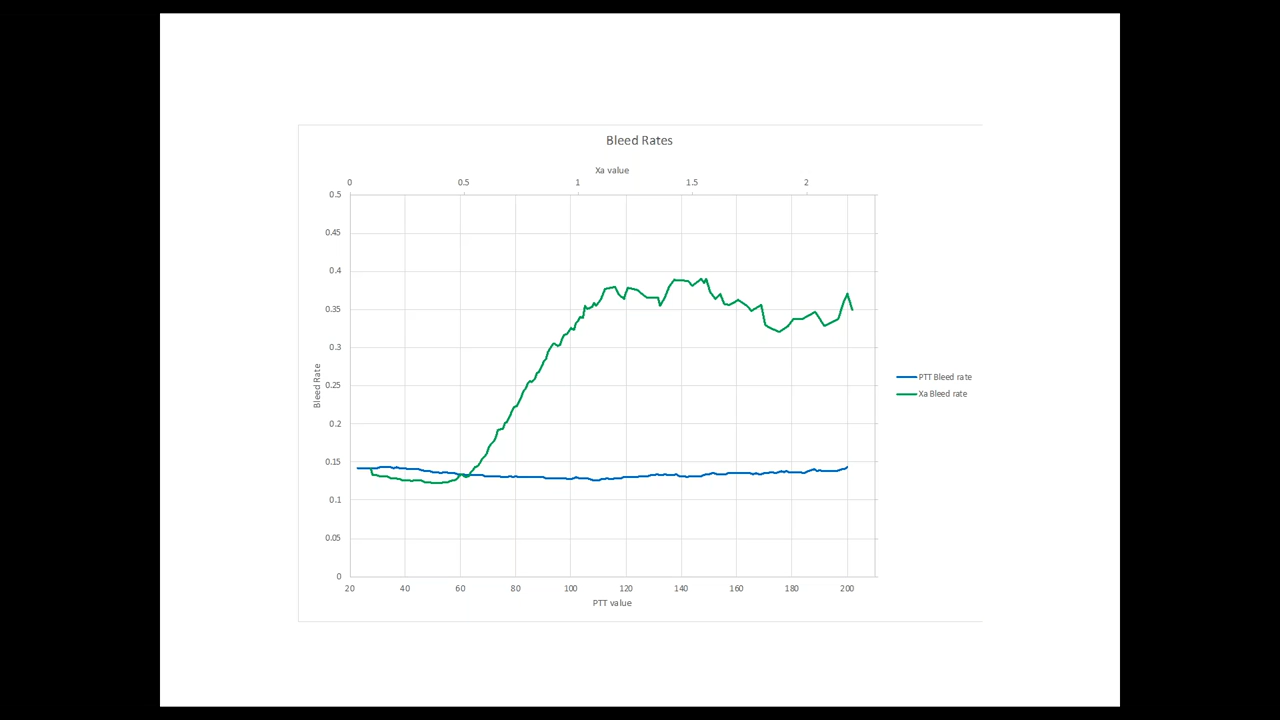 Bleed Rates
Xa value
0 0.5 1 1.5 2
0.5
0.45
0.4
0.35
0.3
0.25
0.2
0.15
0.1
0.05
0
Bleed Rate
20 40 60 80 100 120 140 160 180 200
PTT value
PTT Bleed rate
Xa Bleed rate